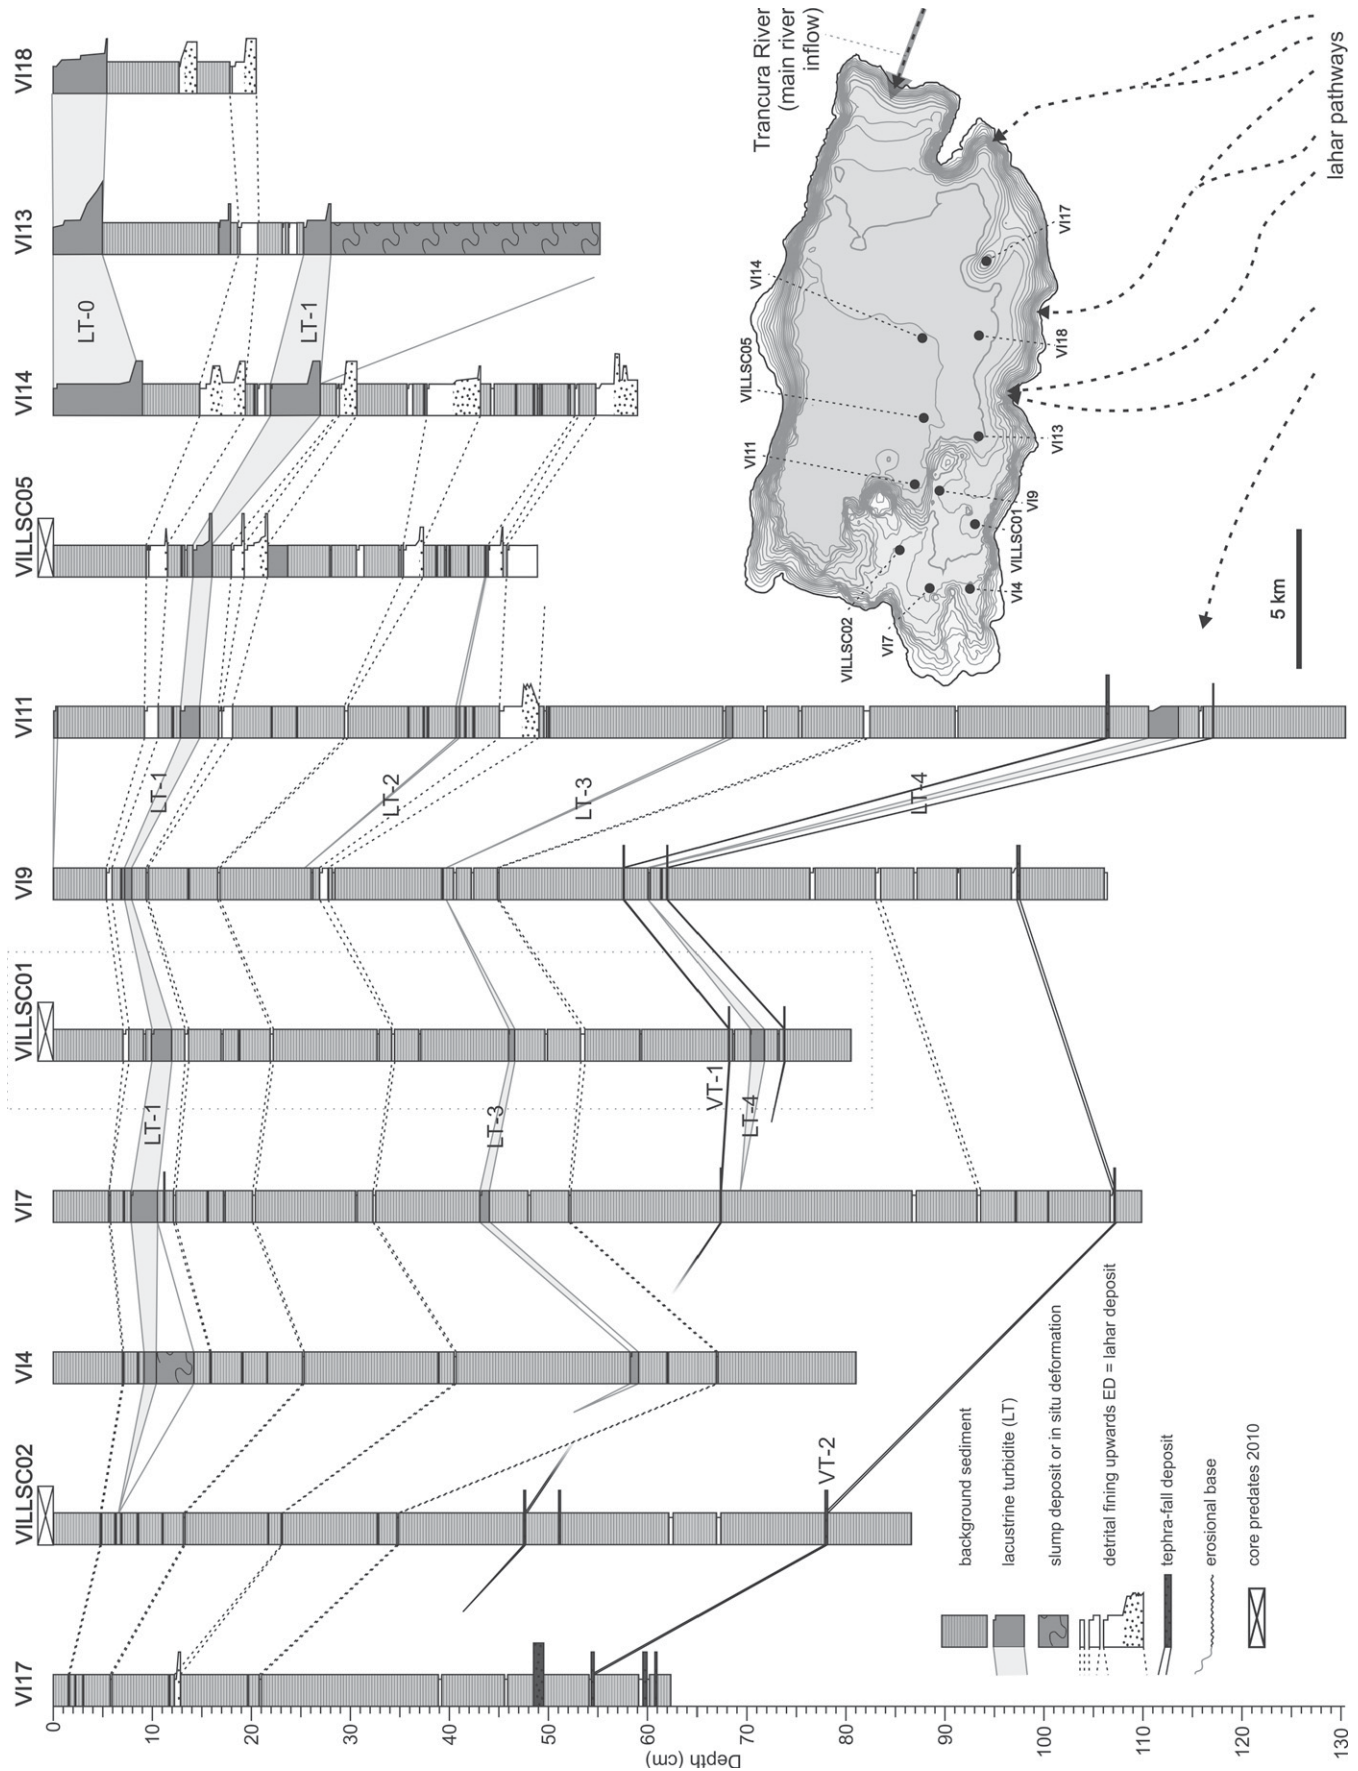 VI17
VILLSC02
VI4
VI7
VILLSC01
VI9
VI11
VILLSC05
VI14
VI13
VI18
0
10
20
30
40
50
60
70
80
90
100
110
120
130
Depth (cm)
LT-0
LT-1
LT-1
LT-2
LT-3
LT-4
LT-1
LT-3
VT-1
LT-4
VT-2
background sediment
lacustrine turbidite (LT)
slump deposit or in situ deformation
detrital fining upwards ED = lahar deposit
tephra-fall deposit
erosional base
core predates 2010
Trancura River
(main river
inflow)
VILLSC02
VI7
VI11
VILLSC05
VI14
VI4
VILLSC01
VI9
VI13
VI18
VI17
5 km
lahar pathways